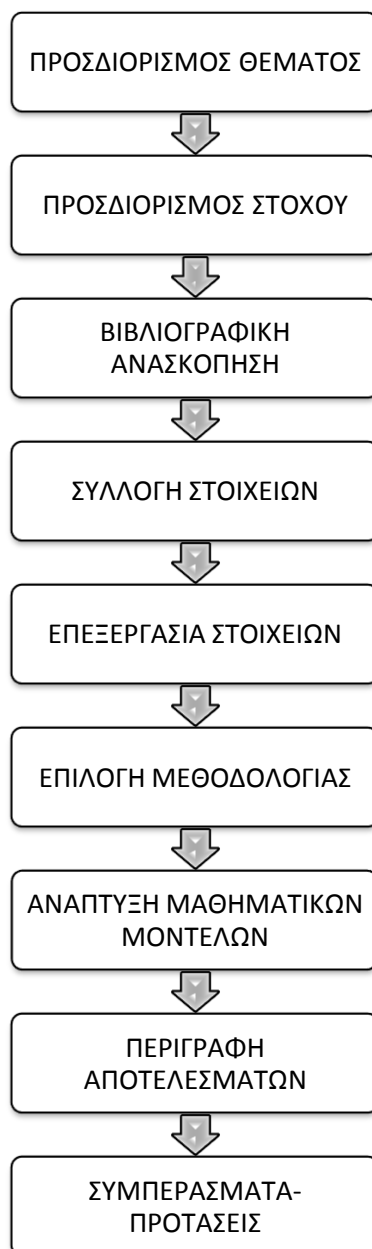 ΠΡΟΣΔΙΟΡΙΣΜΟΣ ΘΕΜΑΤΟΣ
ΠΡΟΣΔΙΟΡΙΣΜΟΣ ΣΤΟΧΟΥ
ΒΙΒΛΙΟΓΡΑΦΙΚΗ
ΑΝΑΣΚΟΠΗΣΗ
ΣΥΛΛΟΓΗ ΣΤΟΙΧΕΙΩΝ
ΕΠΕΞΕΡΓΑΣΙΑ ΣΤΟΙΧΕΙΩΝ
ΕΠΙΛΟΓΗ ΜΕΘΟΔΟΛΟΓΙΑΣ
ΑΝΑΠΤΥΞΗ ΜΑΘΗΜΑΤΙΚΩΝ
ΜΟΝΤΕΛΩΝ
ΠΕΡΙΓΡΑΦΗ
ΑΠΟΤΕΛΕΣΜΑΤΩΝ
ΣΥΜΠΕΡΑΣΜΑΤΑ-
ΠΡΟΤΑΣΕΙΣ